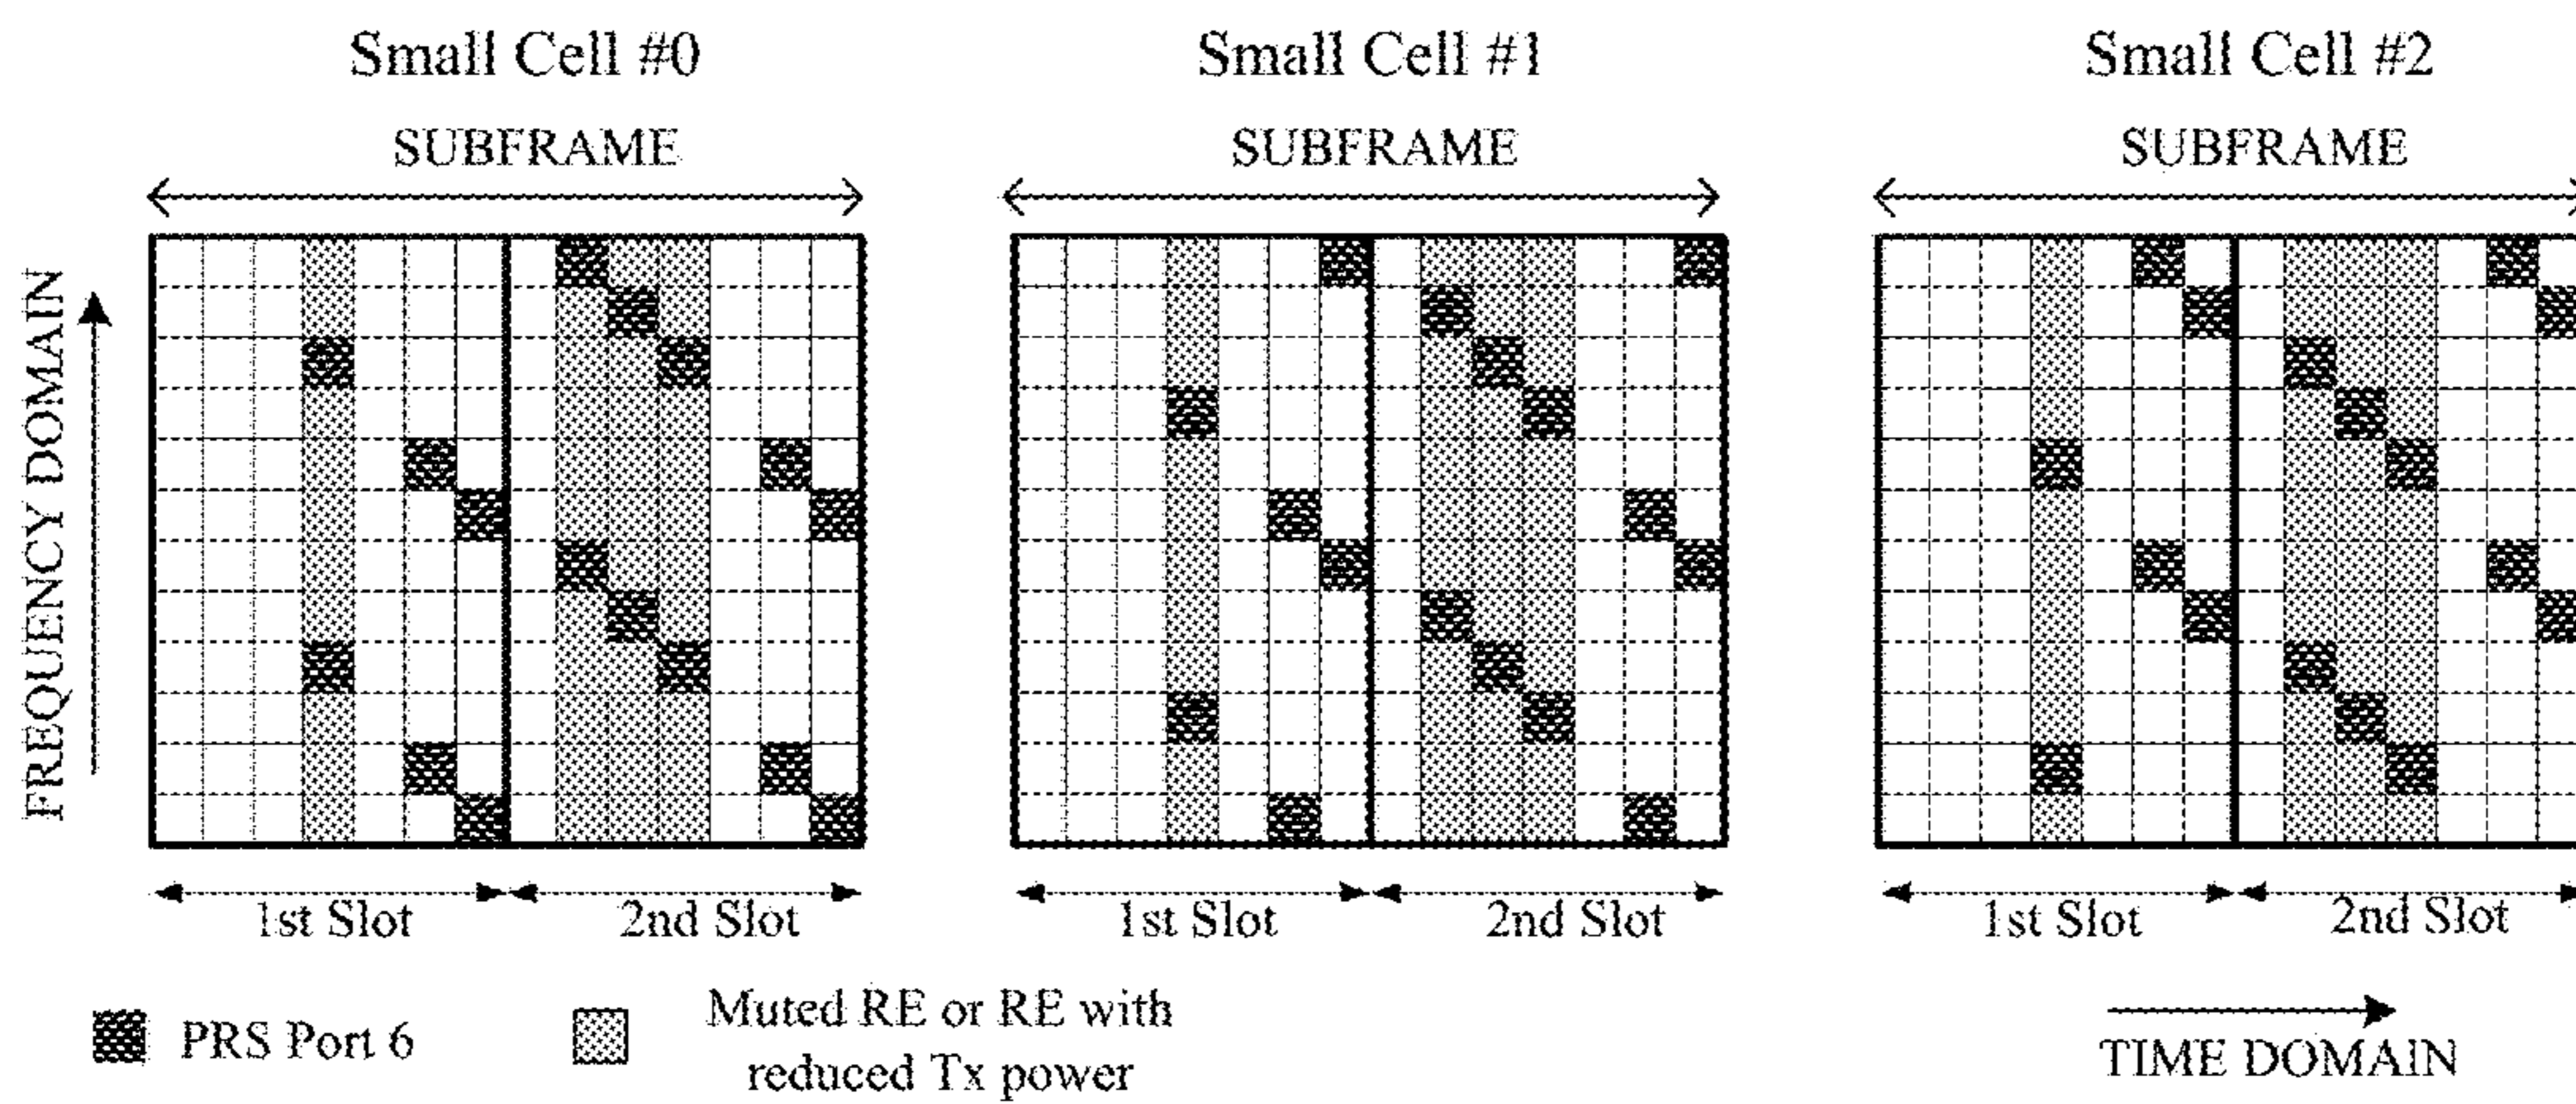 Small Cell #0
Small Cell #1
Small Cell #2
SUBFRAME
SUBFRAME
SUBFRAME
FREQUENCY DOMAIN
1st Slot
2nd Slot
1st Slot
2nd Slot
1st Slot
2nd Slot
PRS Port 6
Muted RE or RE with
reduced Tx power
TIME DOMAIN